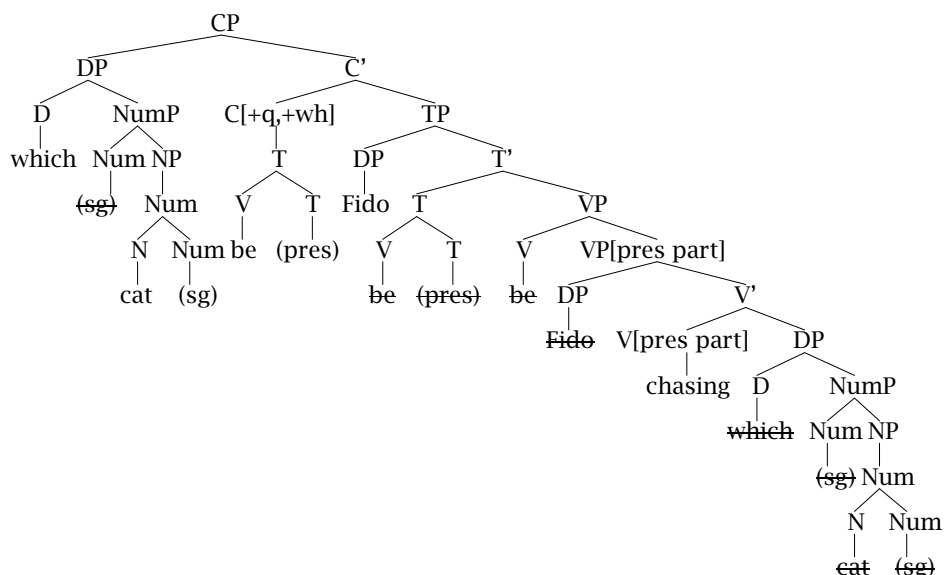 CP
DP C’
D NumP C[+q,+wh] TP
which Num NP T DP T’
(sg) Num V T Fido T VP
N Num be (pres) V T V VP[pres part]
cat (sg) be (pres) be DP V’
Fido V[pres part] DP
chasing D NumP
which Num NP
(sg) Num
N Num
cat (sg)